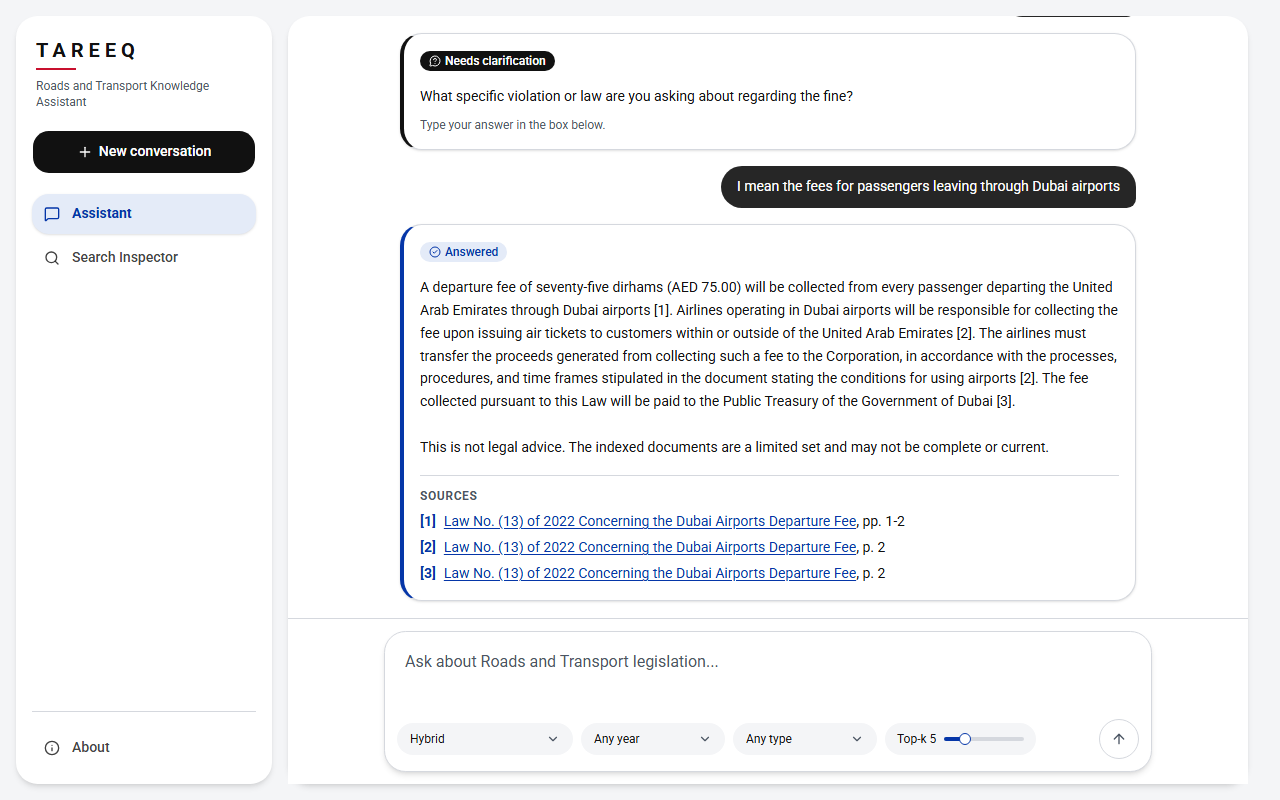 TAREEQ
Roads and Transport Knowledge
Assistant
New conversation
Assistant
Search Inspector
About
Needs clarification
What specific violation or law are you asking about regarding the fine?
Type your answer in the box below.
I mean the fees for passengers leaving through Dubai airports
Answered
A departure fee of seventy-five dirhams (AED 75.00) will be collected from every passenger departing the United
Arab Emirates through Dubai airports [1]. Airlines operating in Dubai airports will be responsible for collecting the
fee upon issuing air tickets to customers within or outside of the United Arab Emirates [2]. The airlines must
transfer the proceeds generated from collecting such a fee to the Corporation, in accordance with the processes,
procedures, and time frames stipulated in the document stating the conditions for using airports [2]. The fee
collected pursuant to this Law will be paid to the Public Treasury of the Government of Dubai [3].
This is not legal advice. The indexed documents are a limited set and may not be complete or current.
SOURCES
[1] Law No. (13) of 2022 Concerning the Dubai Airports Departure Fee, pp. 1-2
[2] Law No. (13) of 2022 Concerning the Dubai Airports Departure Fee, p. 2
[3] Law No. (13) of 2022 Concerning the Dubai Airports Departure Fee, p. 2
Ask about Roads and Transport legislation...
Hybrid Any year Any type Top-k 5